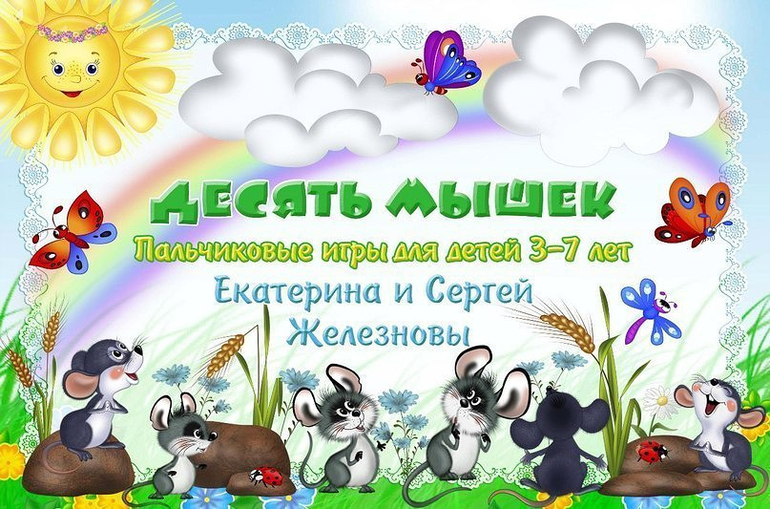 ДЕСЯТЬ МЫШЕК
Пальчиковые игры для детей 3-7 лет
Екатерина и Сергей
Железновы